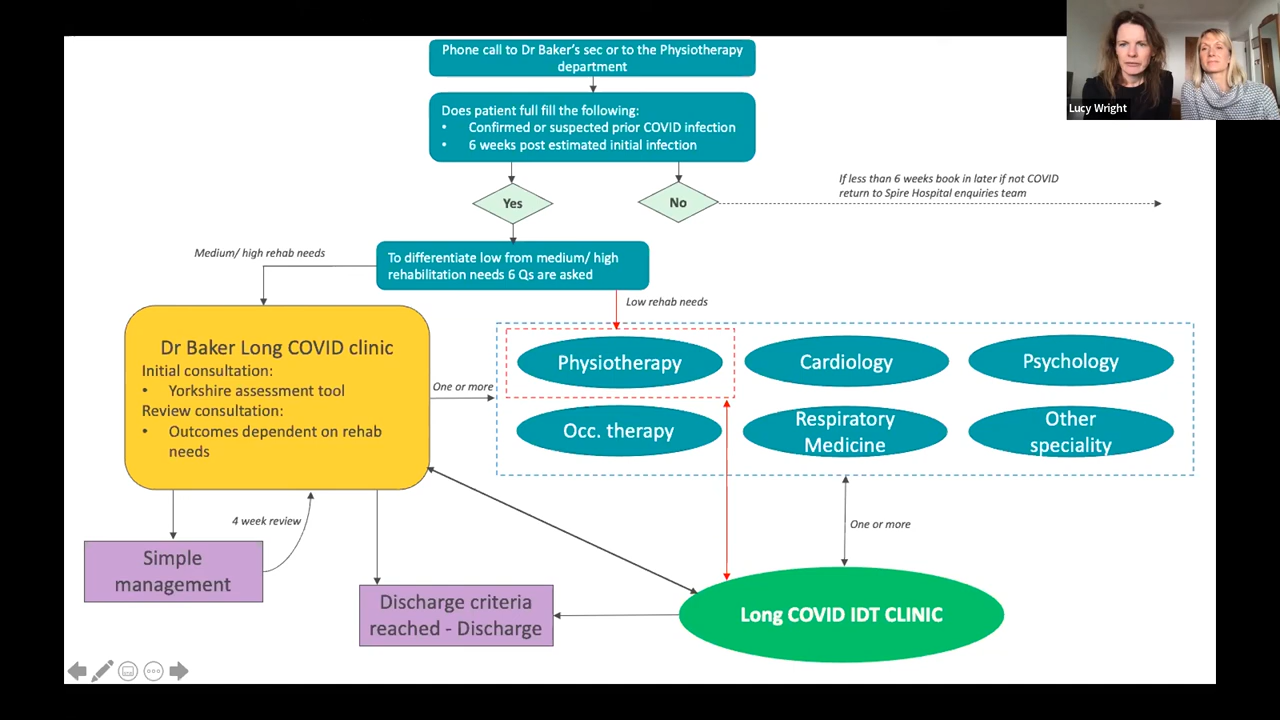 Phone call to Dr Baker's sec or to the Physiotherapy
department
Lucy Wright
Does patient full fill the following:
• Confirmed or suspected prior COVID infection
• 6 weeks post estimated initial infection
If less than 6 weeks book in later if not COVID
return to Spire Hospital enquiries team
Yes
No
Medium/ high rehab needs
To differentiate low from medium/ high
rehabilitation needs 6 Qs are asked
Low rehab needs
Dr Baker Long COVID clinic
Initial consultation:
• Yorkshire assessment tool
Review consultation:
• Outcomes dependent on rehab
needs
One or more
Physiotherapy
Cardiology
Psychology
Occ. therapy
Respiratory
Medicine
Other
speciality
4 week review
One or more
Simple
management
Discharge criteria
reached - Discharge
Long COVID IDT CLINIC